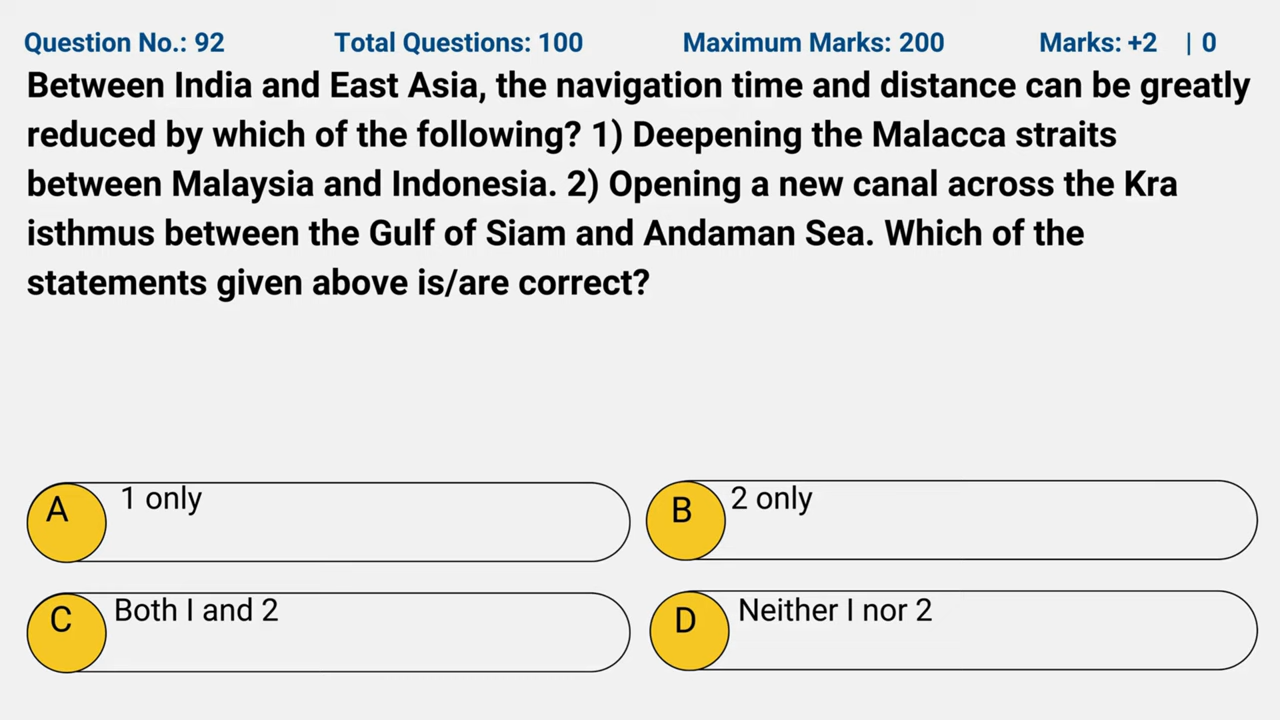 Question No.: 92 Total Questions: 100 Maximum Marks: 200 Marks: +2 | 0
Between India and East Asia, the navigation time and distance can be greatly
reduced by which of the following? 1) Deepening the Malacca straits
between Malaysia and Indonesia. 2) Opening a new canal across the Kra
isthmus between the Gulf of Siam and Andaman Sea. Which of the
statements given above is/are correct?
A 1 only
B 2 only
C Both I and 2
D Neither I nor 2